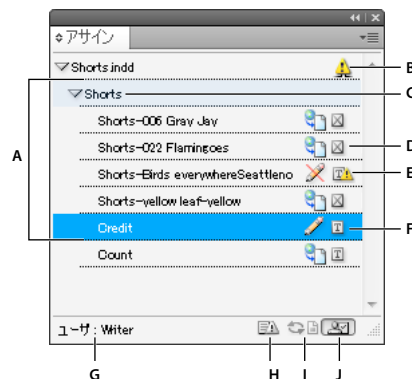 アサイン
Shorts.indd
B
Shorts
C
A
Shorts-006 Gray Jay
Shorts-022 Flamingoes
D
Shorts-Birds everywhereSeattleno
E
Shorts-yellow leaf-yellow
Credit
F
Count
ユーザ : Writer
G
H
I
J